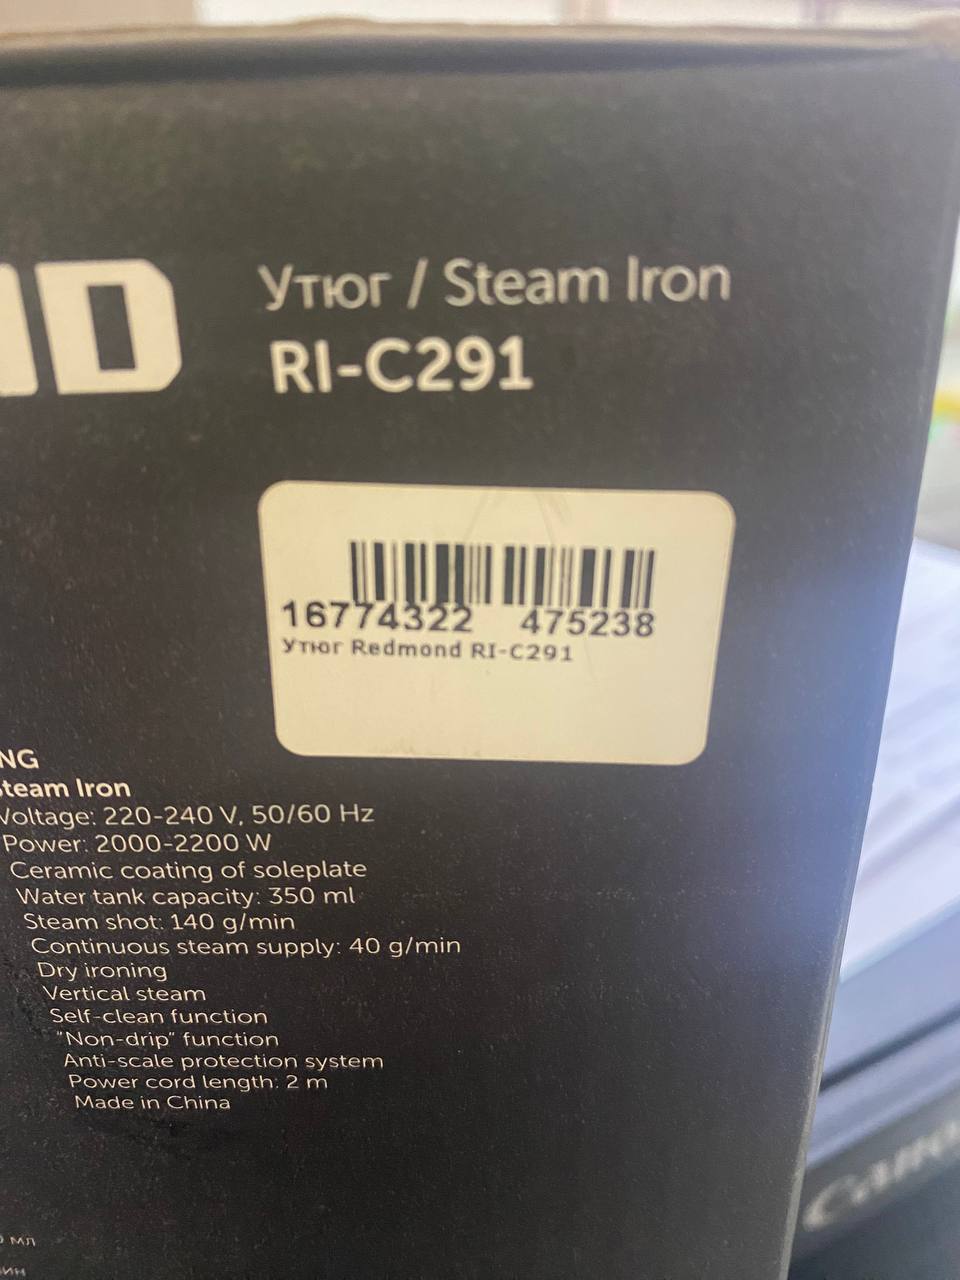 ND
Утюг / Steam Iron
RI-C291
16774322 475238
Утюг Redmond RI-C291
NG
Steam Iron
Voltage: 220-240 V, 50/60 Hz
Power: 2000-2200 W
Ceramic coating of soleplate
Water tank capacity: 350 ml
Steam shot: 140 g/min
Continuous steam supply: 40 g/min
Dry ironing
Vertical steam
Self-clean function
"Non-drip" function
Anti-scale protection system
Power cord length: 2 m
Made in China
мл
Canon